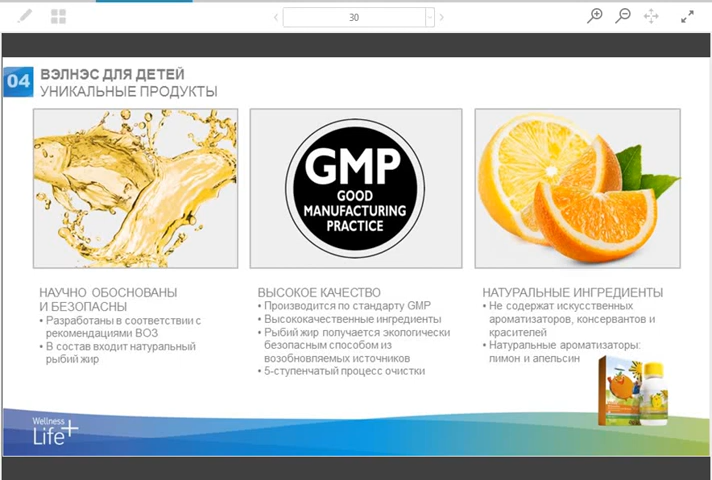 30
04
ВЭЛНЭС ДЛЯ ДЕТЕЙ
УНИКАЛЬНЫЕ ПРОДУКТЫ
GMP
GOOD
MANUFACTURING
PRACTICE
НАУЧНО ОБОСНОВАНЫ
И БЕЗОПАСНЫ
• Разработаны в соответствии с
рекомендациями ВОЗ
• В состав входит натуральный
рыбий жир
ВЫСОКОЕ КАЧЕСТВО
• Производится по стандарту GMP
• Высококачественные ингредиенты
• Рыбий жир получается экологически
безопасным способом из
возобновляемых источников
• 5-ступенчатый процесс очистки
НАТУРАЛЬНЫЕ ИНГРЕДИЕНТЫ
• Не содержат искусственных
ароматизаторов, консервантов и
красителей
• Натуральные ароматизаторы:
лимон и апельсин
Wellness
Life+